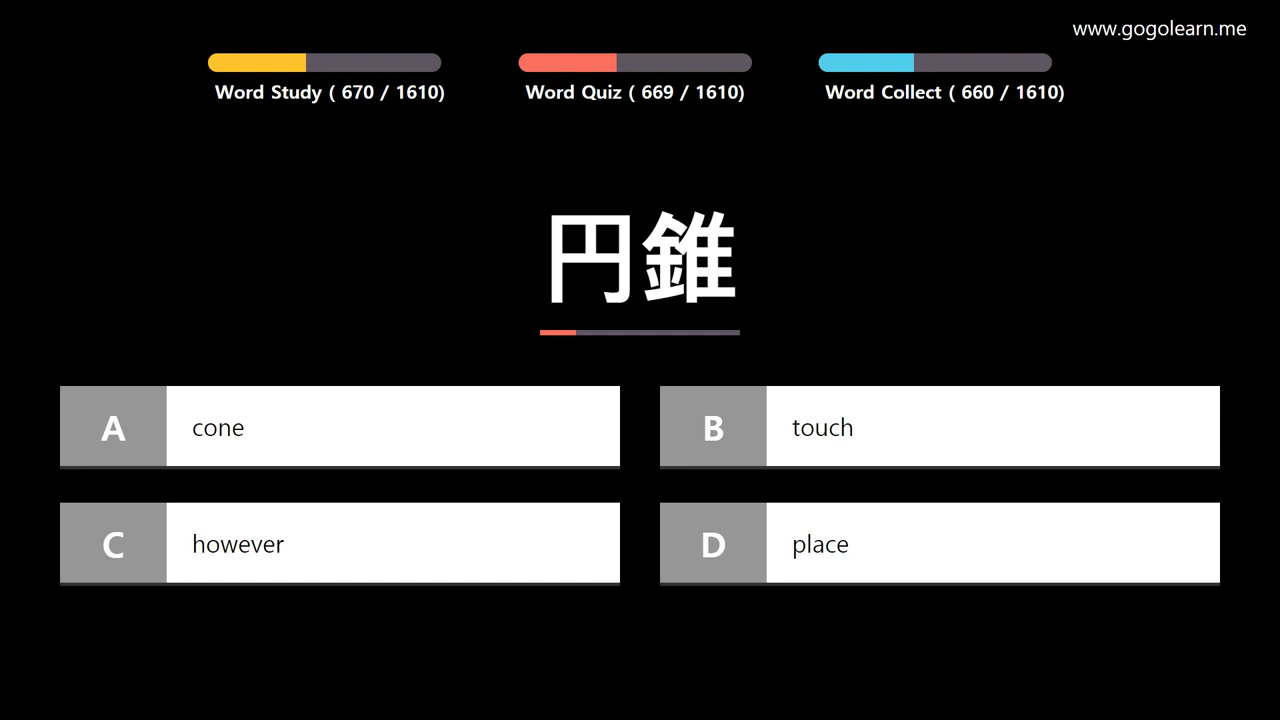 www.gogolearn.me
Word Study ( 670 / 1610)
Word Quiz ( 669 / 1610)
Word Collect ( 660 / 1610)
円錐
A cone
B touch
C however
D place